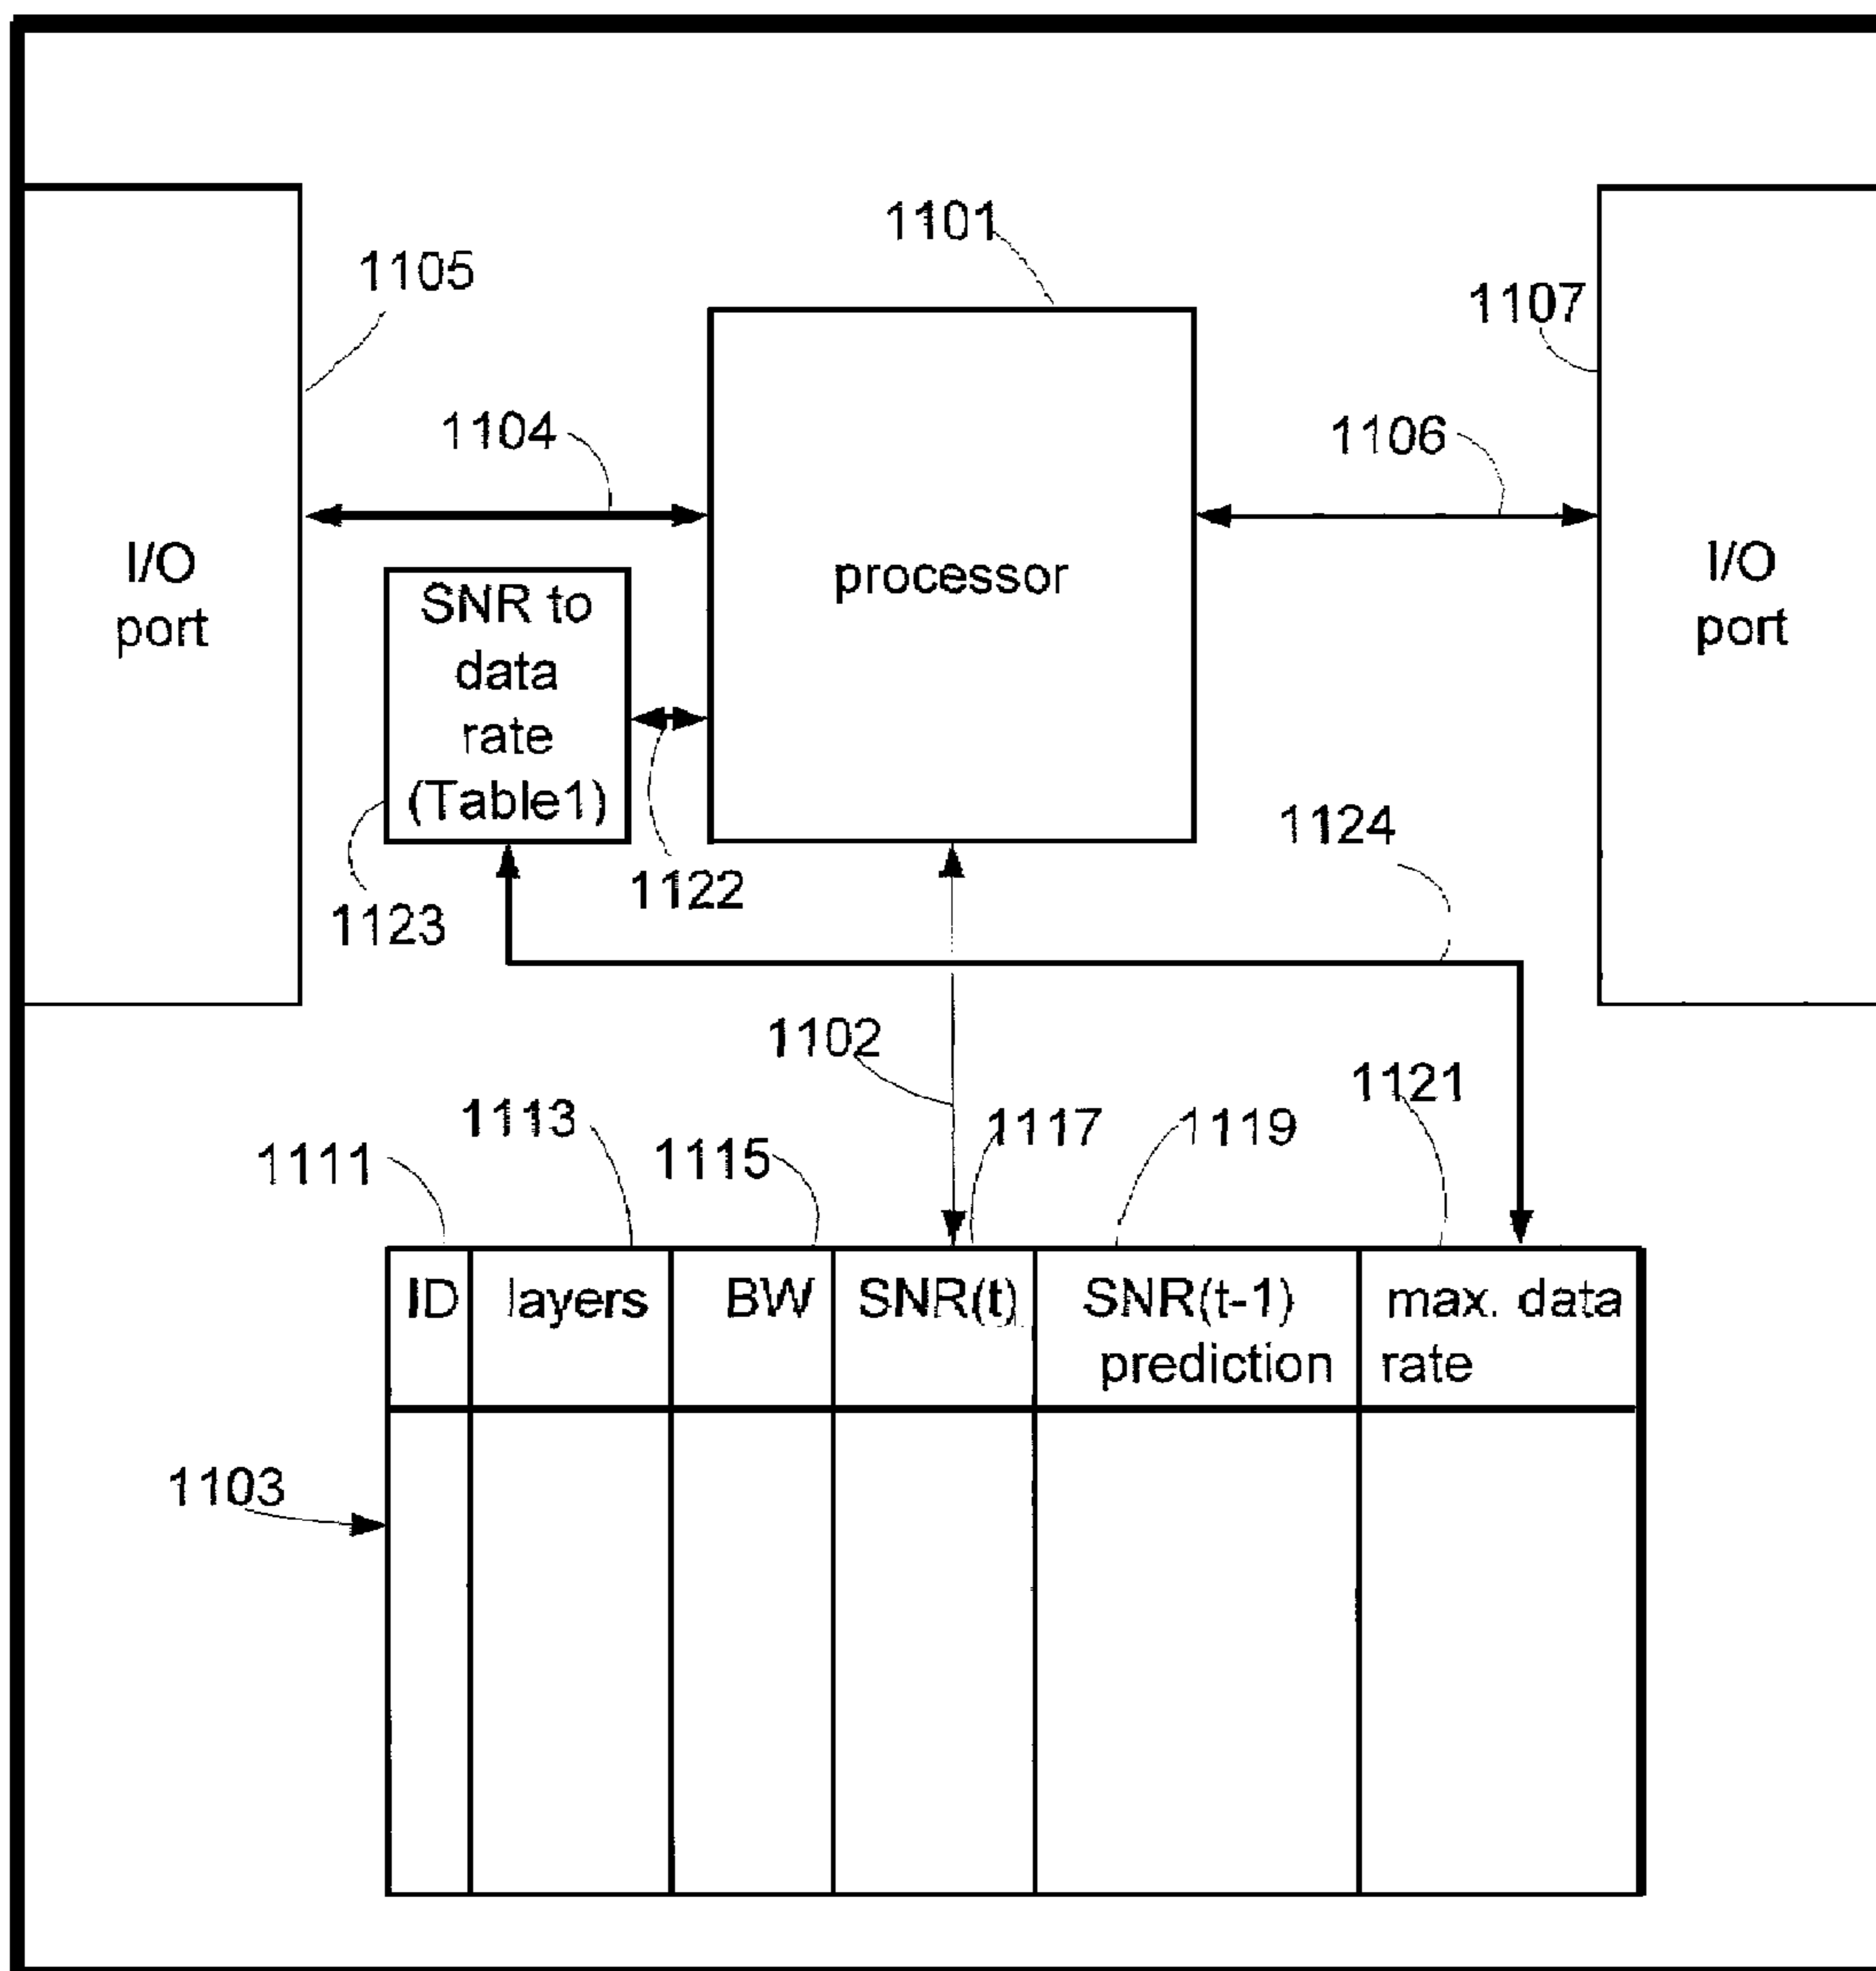 1101
1105
1107
1104
1106
I/O
port
SNR to
data
rate
(Table1)
processor
I/O
port
1124
1122
1123
1102
1121
1113
1117
1119
1111
1115
ID
layers
BW
SNR(t)
SNR(t-1)
prediction
max. data
rate
1103